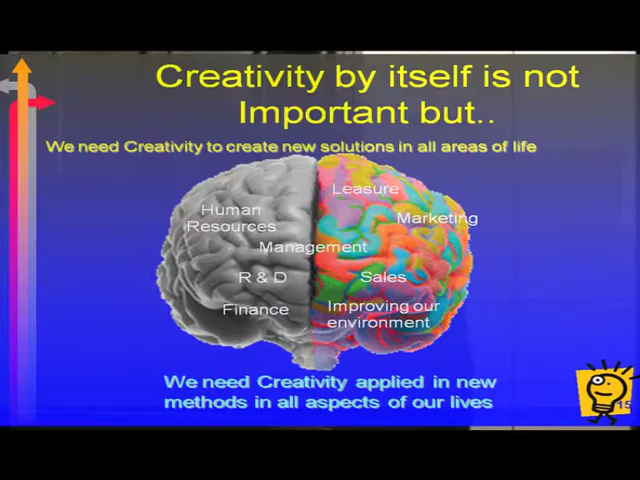 Creativity by itself is not
Important but..
We need Creativity to create new solutions in all areas of life
Leasure
Human
Resources
Marketing
Management
R & D
Sales
Finance
Improving our
environment
We need Creativity applied in new
methods in all aspects of our lives
15